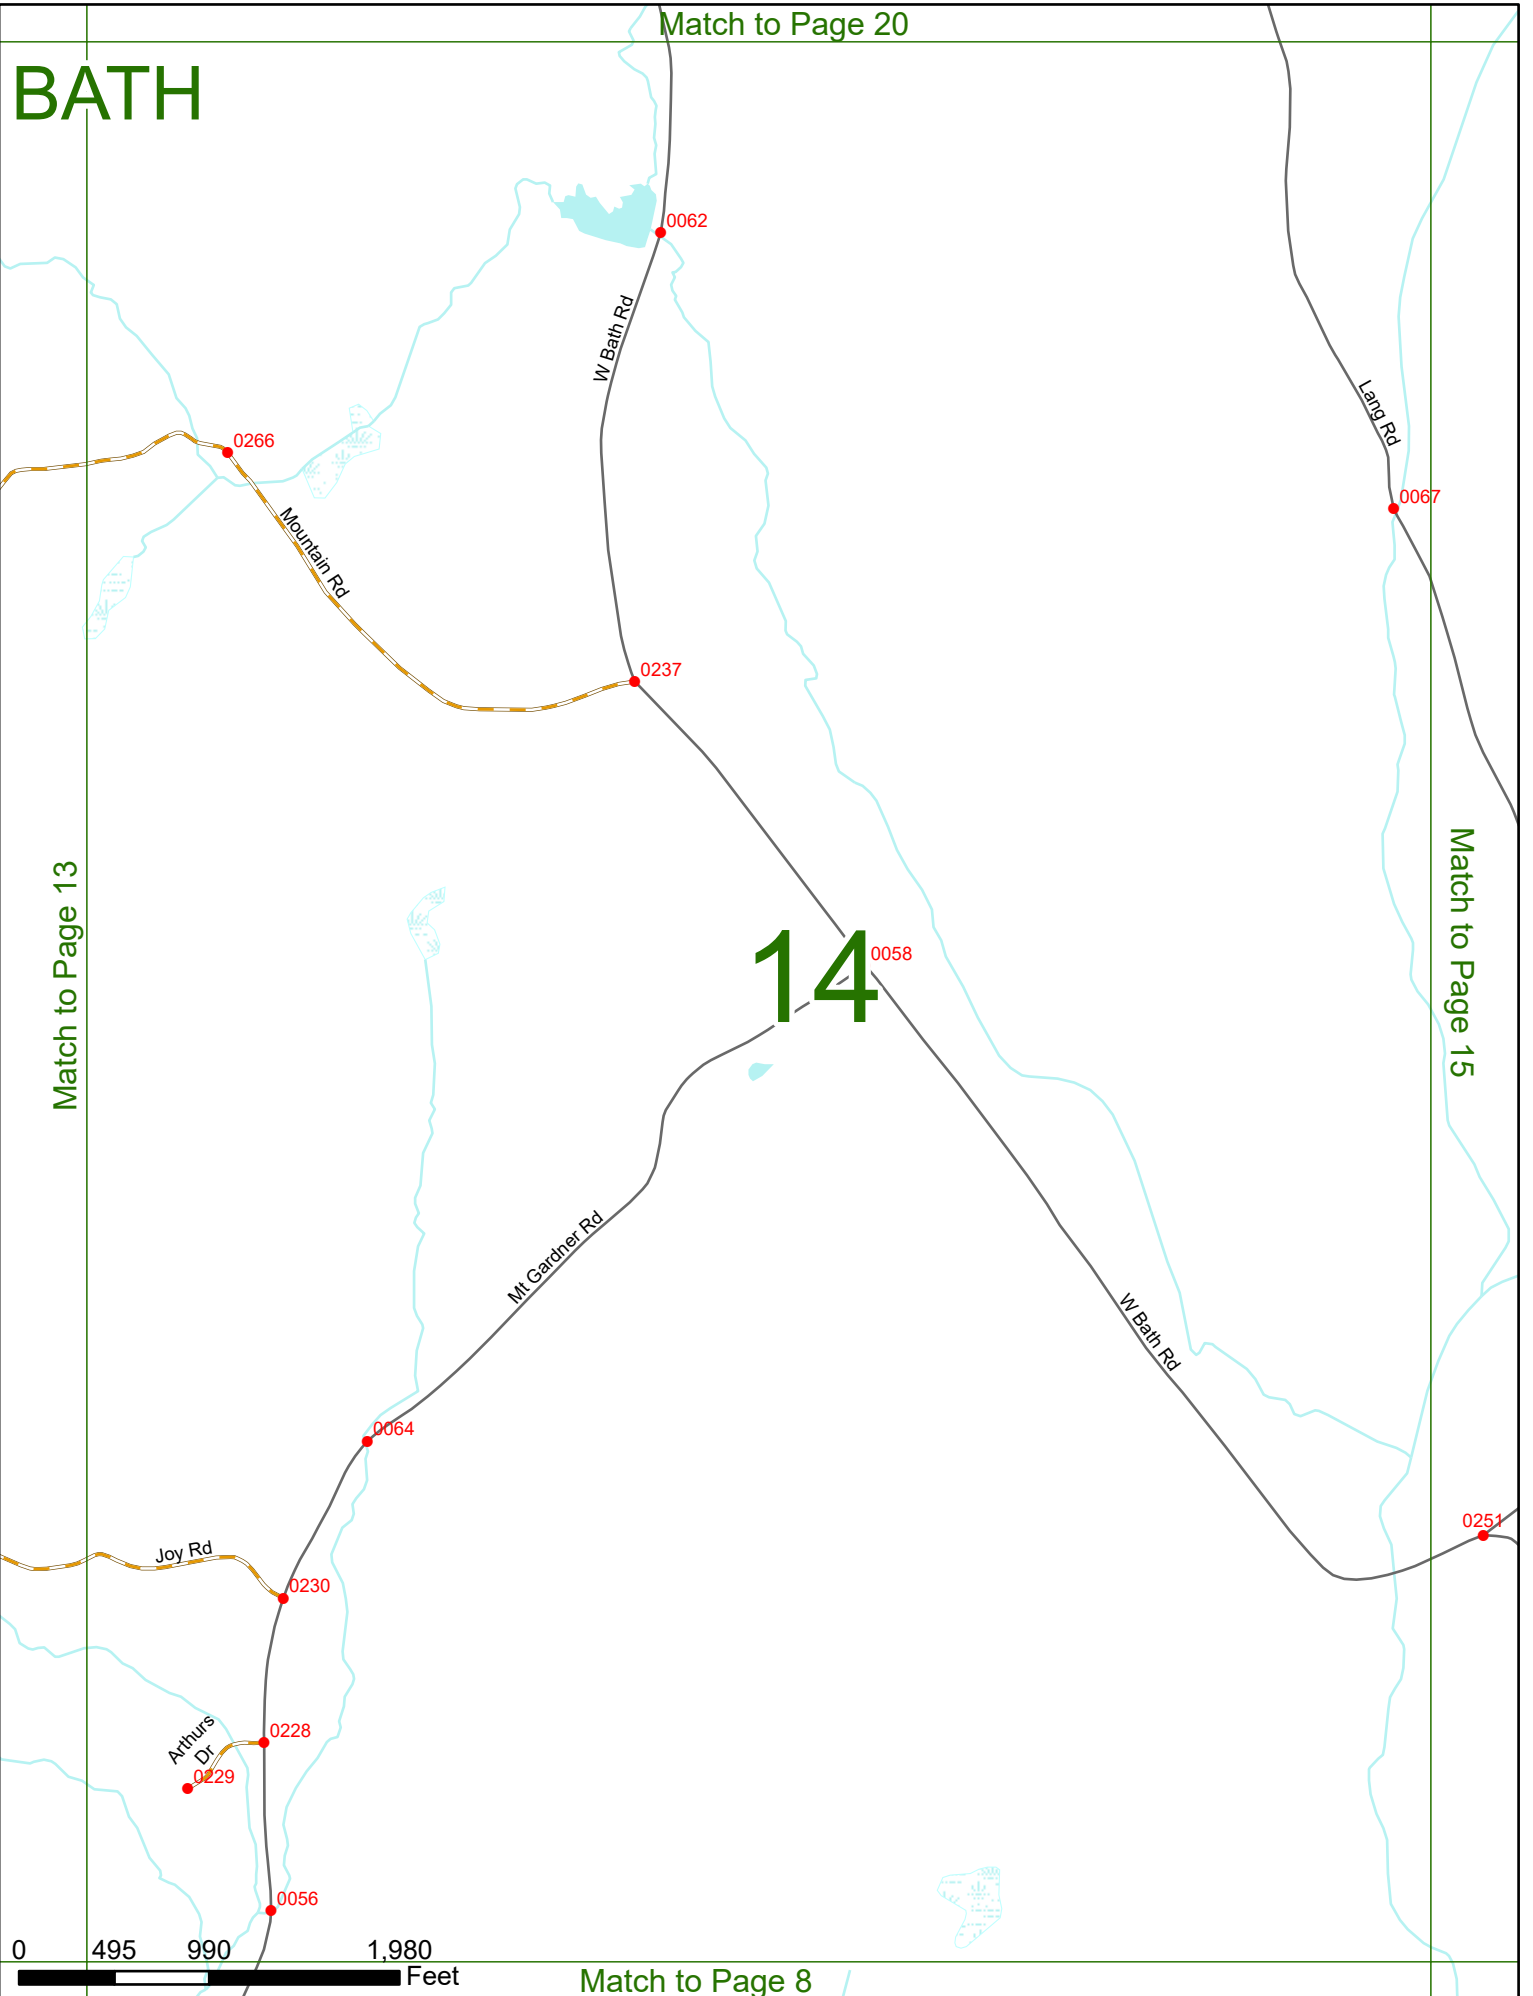 Match to Page 20
BATH
0062
W Bath Rd
Lang Rd
0266
0067
Mountain Rd
0237
Match to Page 13
Match to Page 15
14
0058
Mt Gardner Rd
W Bath Rd
0064
0251
Joy Rd
0230
Arthurs
Dr
0228
0229
0056
0 495 990 1,980
Feet
Match to Page 8